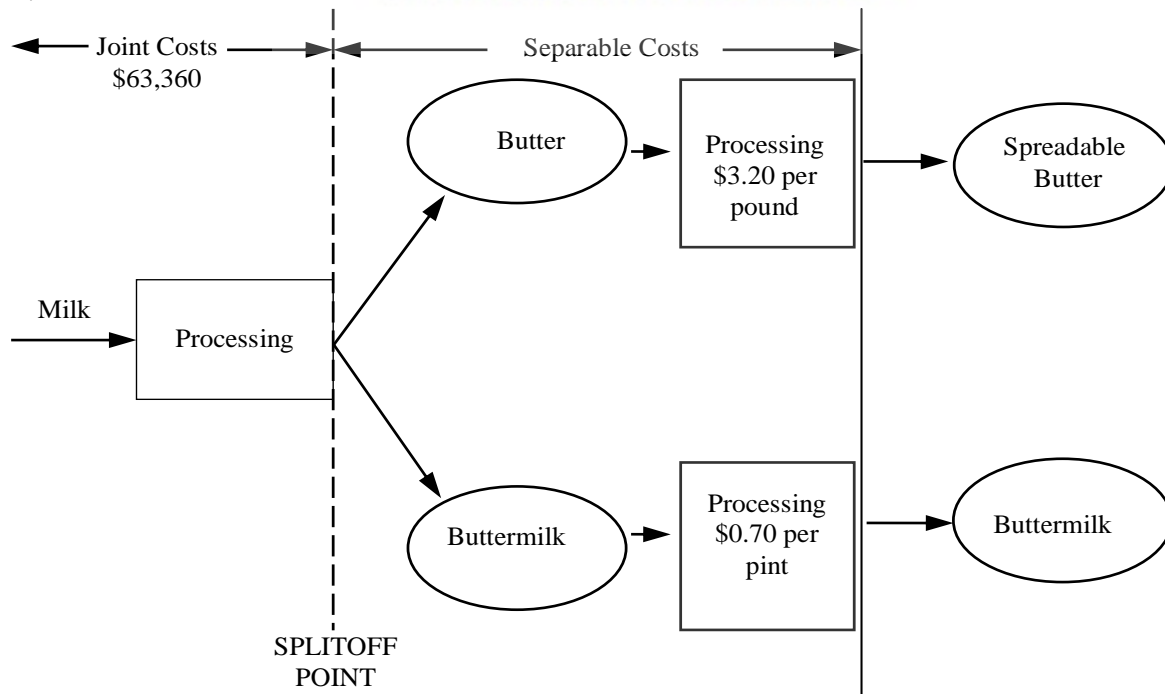 Joint Costs
$63,360
Separable Costs
Butter
Processing
$3.20 per
pound
Spreadable
Butter
Milk
Processing
Buttermilk
Processing
$0.70 per
pint
Buttermilk
SPLITOFF
POINT